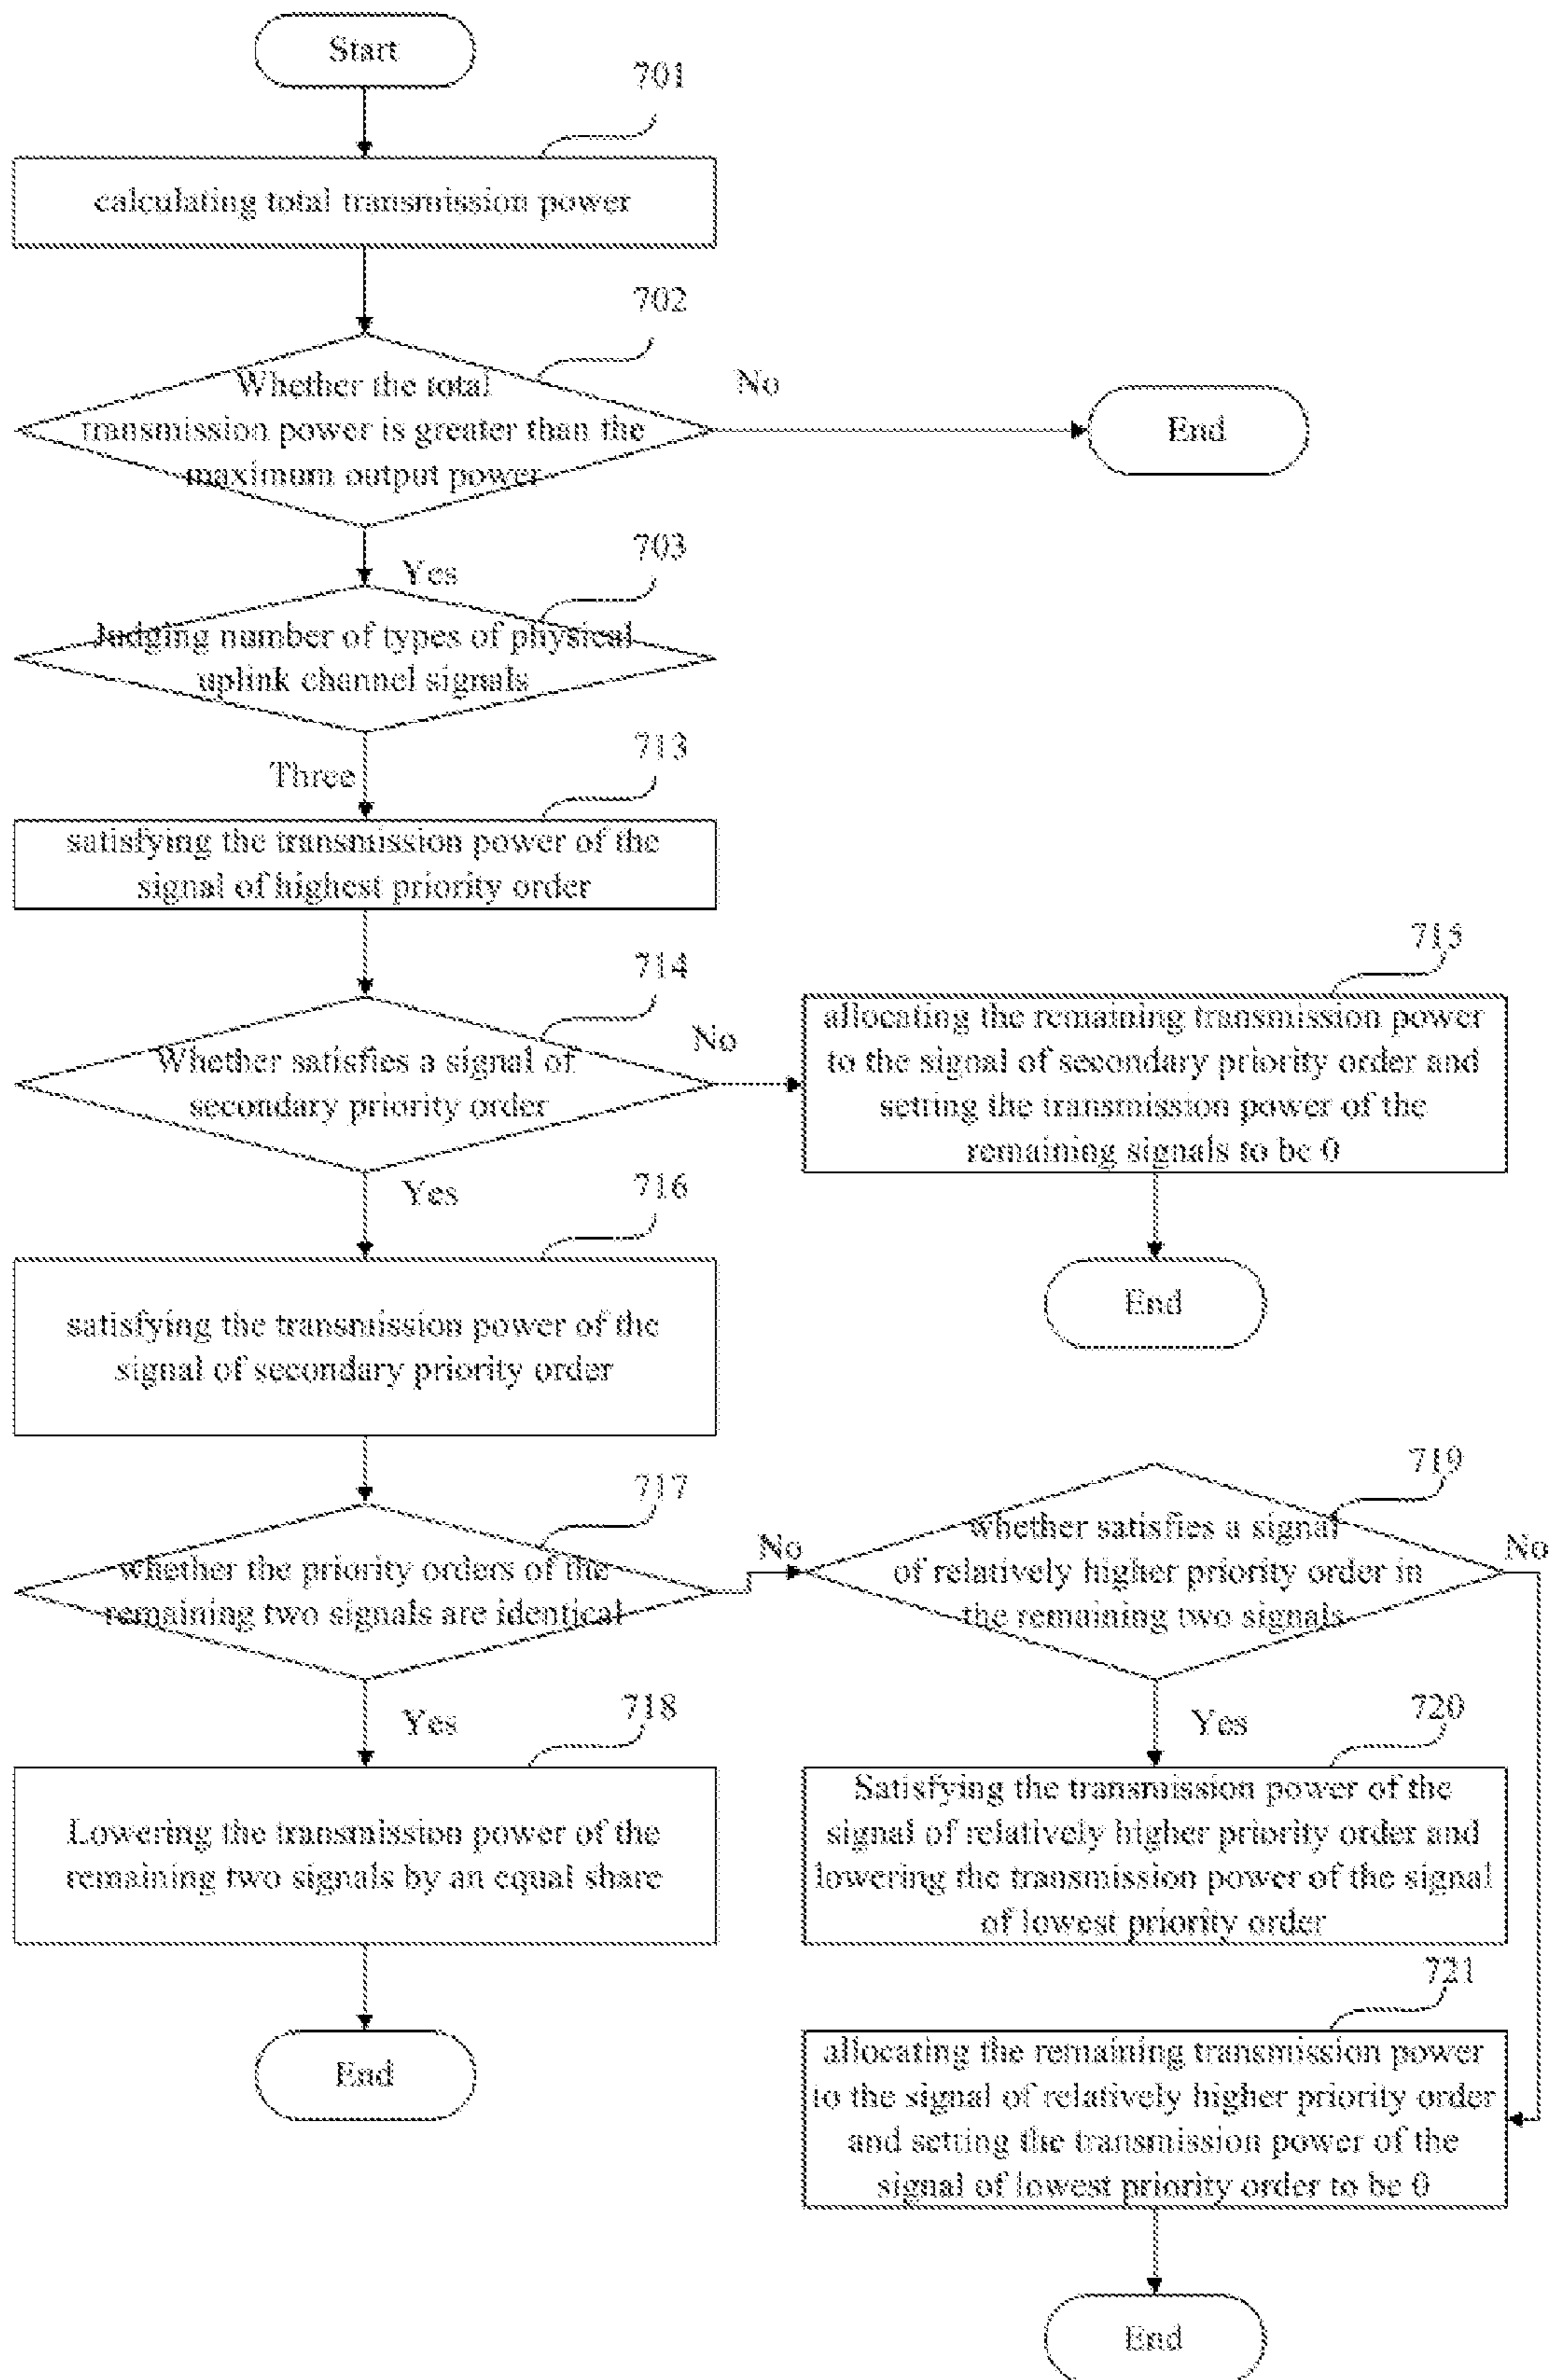 Start
701
calculating total transmission power
702
Whether the total
transmission power is greater than the
maximum output power
No
End
Yes
703
Judging number of types of physical
uplink channel signals
Three
713
satisfying the transmission power of the
signal of highest priority order
714
Whether satisfies a signal of
secondary priority order
No
715
allocating the remaining transmission power
to the signal of secondary priority order and
setting the transmission power of the
remaining signals to be 0
End
Yes
716
satisfying the transmission power of the
signal of secondary priority order
717
whether the priority orders of the
remaining two signals are identical
No
719
whether satisfies a signal
of relatively higher priority order in
the remaining two signals
No
Yes
718
Lowering the transmission power of the
remaining two signals by an equal share
End
Yes
720
Satisfying the transmission power of the
signal of relatively higher priority order and
lowering the transmission power of the signal
of lowest priority order
721
allocating the remaining transmission power
to the signal of relatively higher priority order
and setting the transmission power of the
signal of lowest priority order to be 0
End